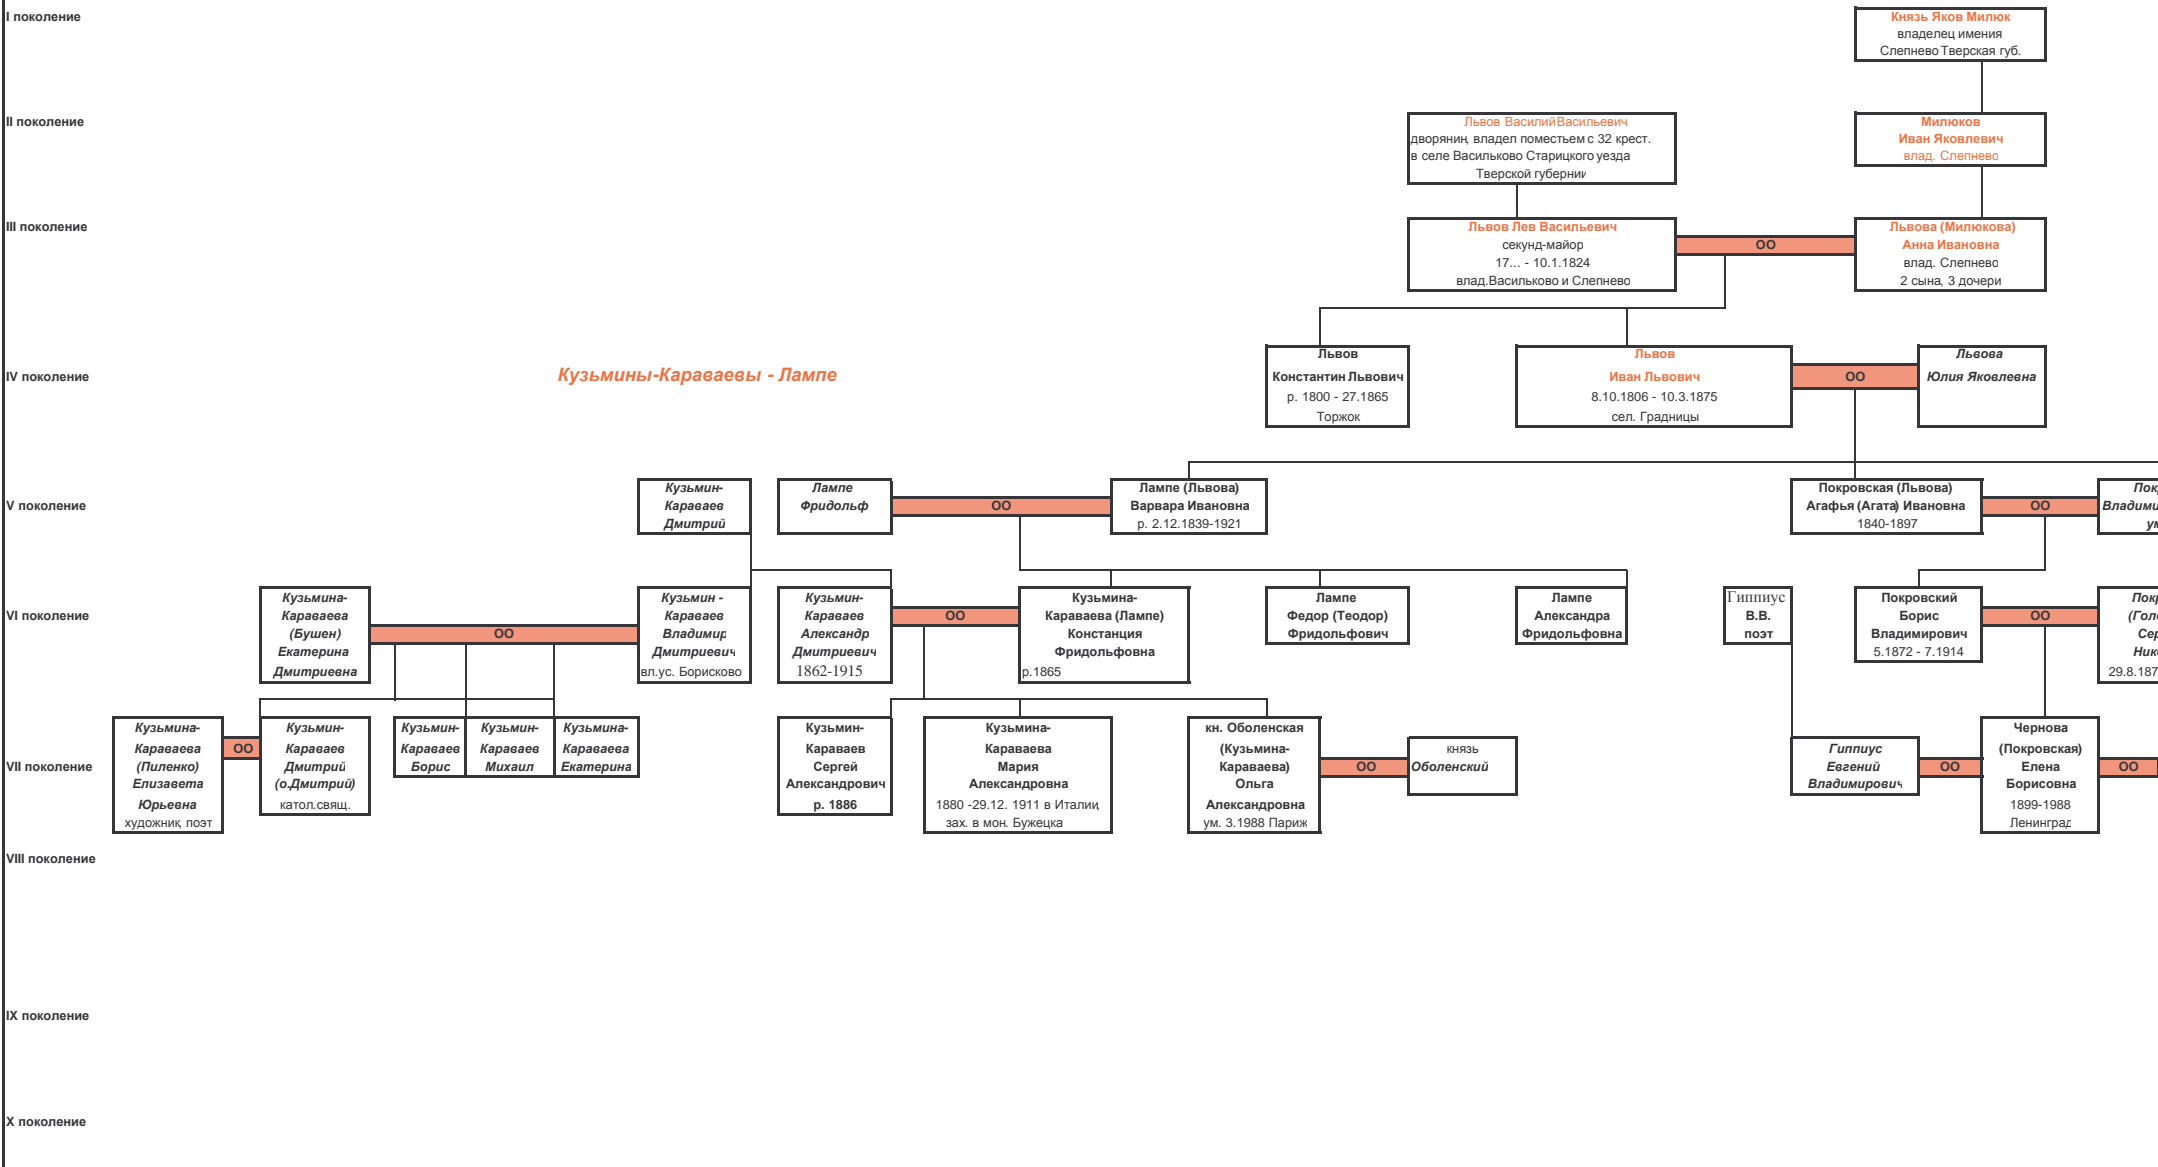 I поколение
Князь Яков Милюк
владелец имения
Слепнево Тверская губ.
II поколение
Львов Василий Васильевич
дворянин, владел поместьем с 32 крест.
в селе Васильково Старицкого уезда
Тверской губернии
Милюков
Иван Яковлевич
влад. Слепнево
III поколение
Львов Лев Васильевич
секунд-майор
17... - 10.1.1824
влад.Васильково и Слепнево
ОО
Львова (Милюкова)
Анна Ивановна
влад. Слепнево
2 сына, 3 дочери
IV поколение
Кузьмины-Караваевы - Лампе
Львов
Константин Львович
р. 1800 - 27.1865
Торжок
Львов
Иван Львович
8.10.1806 - 10.3.1875
сел. Градницы
ОО
Львова
Юлия Яковлевна
V поколение
Кузьмин-
Караваев
Дмитрий
Лампе
Фридольф
ОО
Лампе (Львова)
Варвара Ивановна
р. 2.12.1839-1921
Покровская (Львова)
Агафья (Агата) Ивановна
1840-1897
ОО
VI поколение
Кузьмина-
Караваева
(Бушен)
Екатерина
Дмитриевна
ОО
Кузьмин -
Караваев
Владимир
Дмитриевич
вл.ус. Борисково
Кузьмин-
Караваев
Александр
Дмитриевич
1862-1915
ОО
Кузьмина-
Караваева (Лампе)
Констанция
Фридольфовна
р.1865
Лампе
Федор (Теодор)
Фридольфович
Лампе
Александра
Фридольфовна
Гиппиус
В.В.
поэт
Покровский
Борис
Владимирович
5.1872 - 7.1914
ОО
VII поколение
Кузьмина-
Караваева
(Пиленко)
Елизавета
Юрьевна
художник, поэт
ОО
Кузьмин-
Караваев
Дмитрий
(о.Дмитрий)
катол.свящ.
Кузьмин-
Караваев
Борис
Кузьмин-
Караваев
Михаил
Кузьмина-
Караваева
Екатерина
Кузьмин-
Караваев
Сергей
Александрович
р. 1886
Кузьмина-
Караваева
Мария
Александровна
1880 -29.12. 1911 в Италии,
зах. в мон. Бужецка
кн. Оболенская
(Кузьмина-
Караваева)
Ольга
Александровна
ум. 3.1988 Париж
ОО
князь
Оболенский
Гиппиус
Евгений
Владимирович
ОО
Чернова
(Покровская)
Елена
Борисовна
1899-1988
Ленинград
ОО
VIII поколение
IX поколение
X поколение